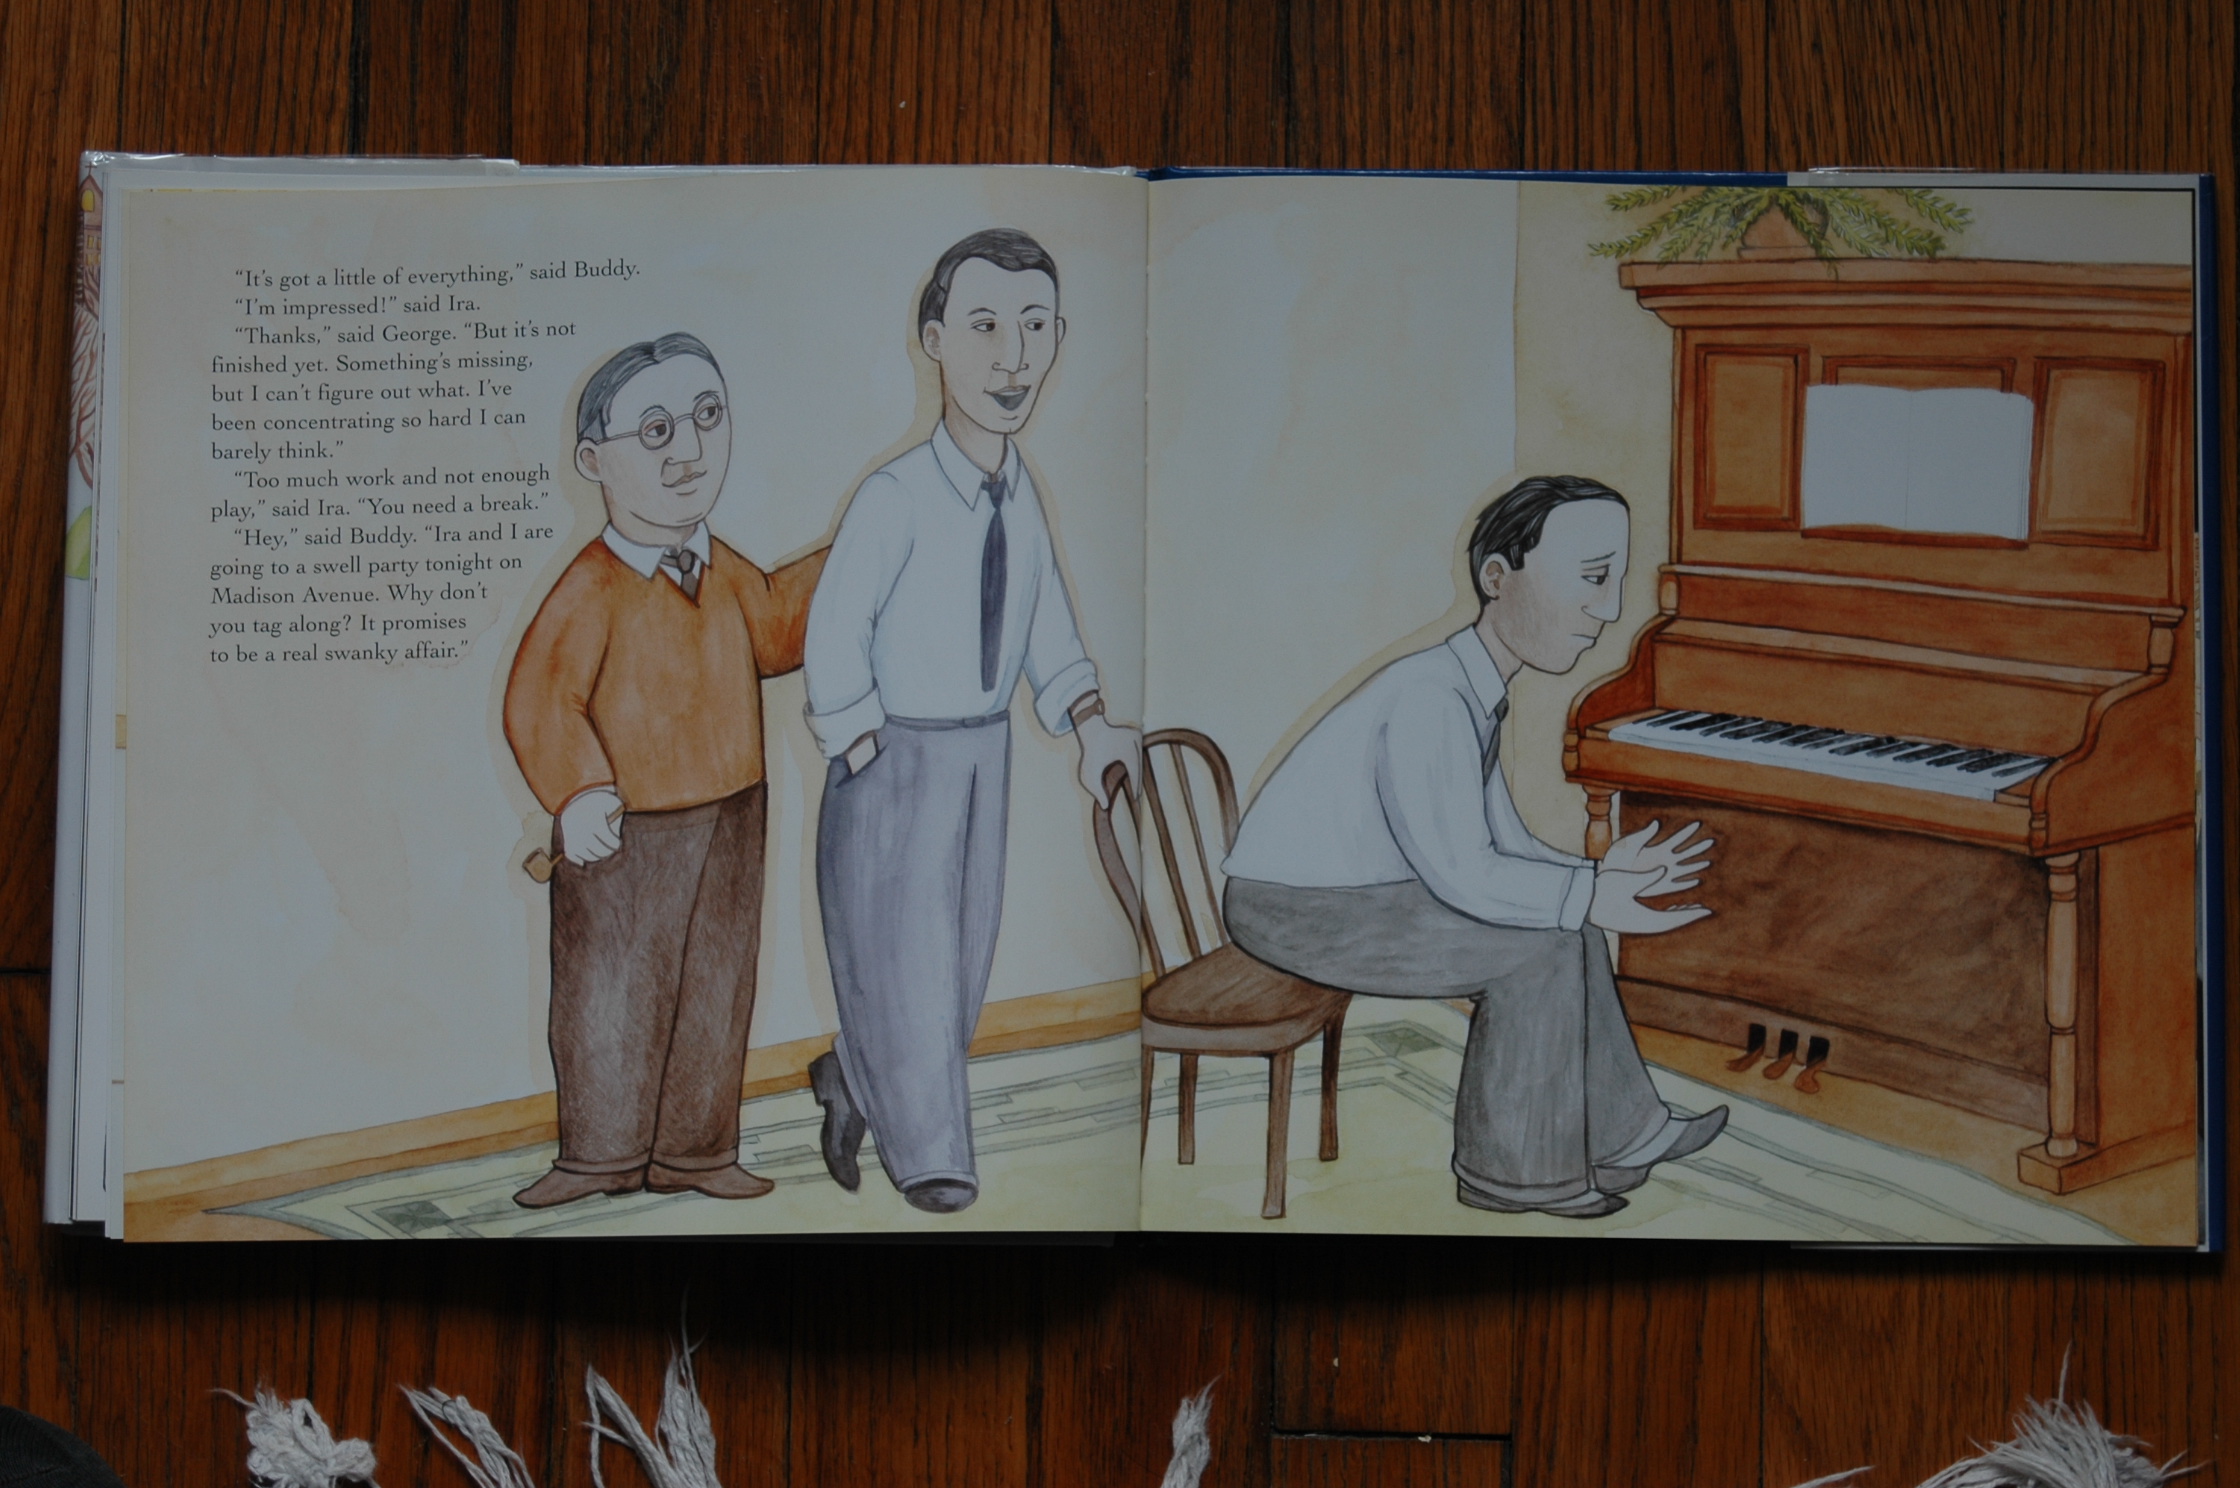 “It’s got a little of everything,” said Buddy.
“I’m impressed!” said Ira.
“Thanks,” said George. “But it’s not
finished yet. Something’s missing,
but I can’t figure out what. I’ve
been concentrating so hard I can
barely think.”
“Too much work and not enough
play,” said Ira. “You need a break.”
“Hey,” said Buddy. “Ira and I are
going to a swell party tonight on
Madison Avenue. Why don’t
you tag along? It promises
to be a real swanky affair.”